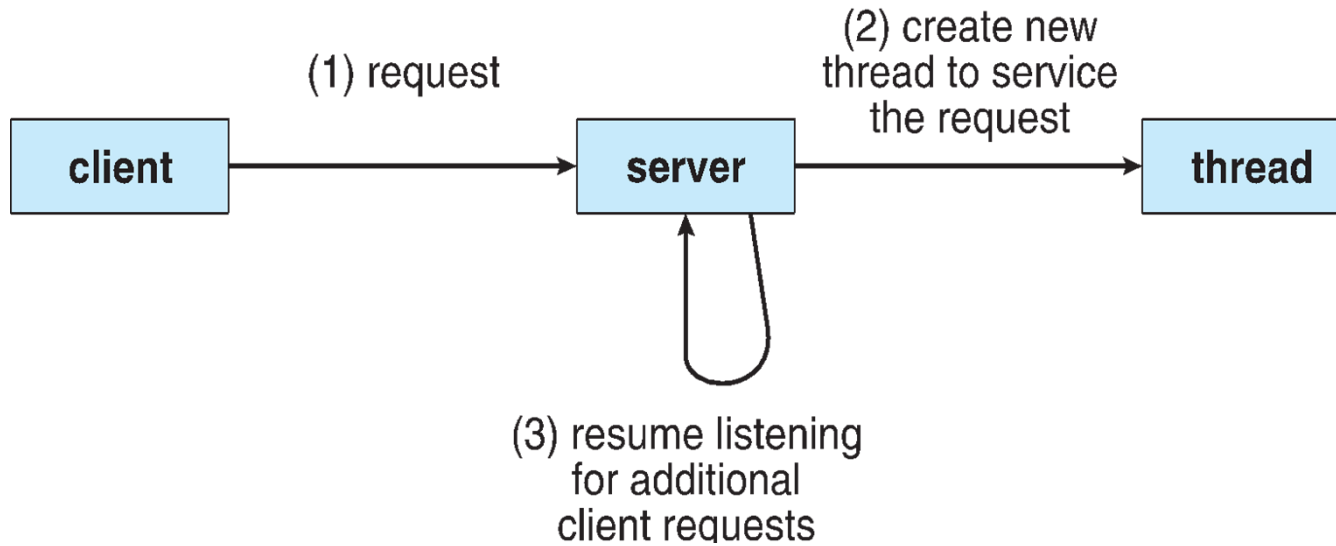 (1) request
(2) create new
thread to service
the request
client
server
thread
(3) resume listening
for additional
client requests